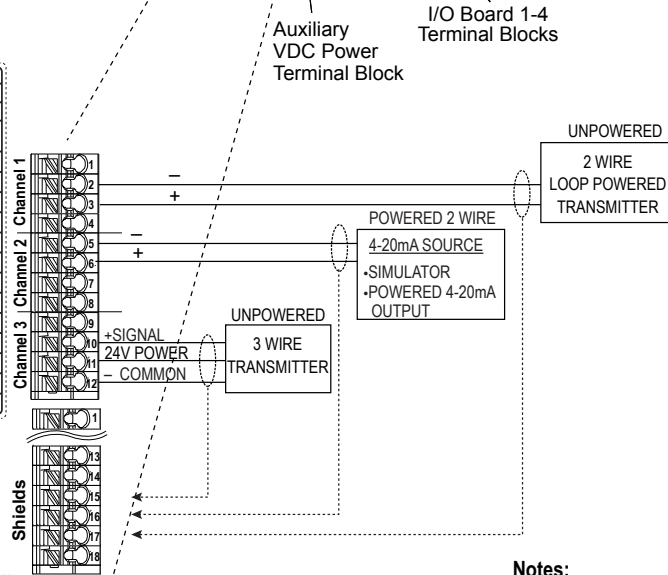 Auxiliary
VDC Power
Terminal Block
I/O Board 1-4
Terminal Blocks
UNPOWERED
2 WIRE
LOOP POWERED
TRANSMITTER
Channel 1
1
2
3
4
–
+
Channel 2
5
6
7
8
–
+
POWERED 2 WIRE
4-20mA SOURCE
•SIMULATOR
•POWERED 4-20mA
OUTPUT
Channel 3
9
10
11
12
+SIGNAL
24V POWER
– COMMON
UNPOWERED
3 WIRE
TRANSMITTER
1
Shields
13
14
15
16
17
18
Notes: